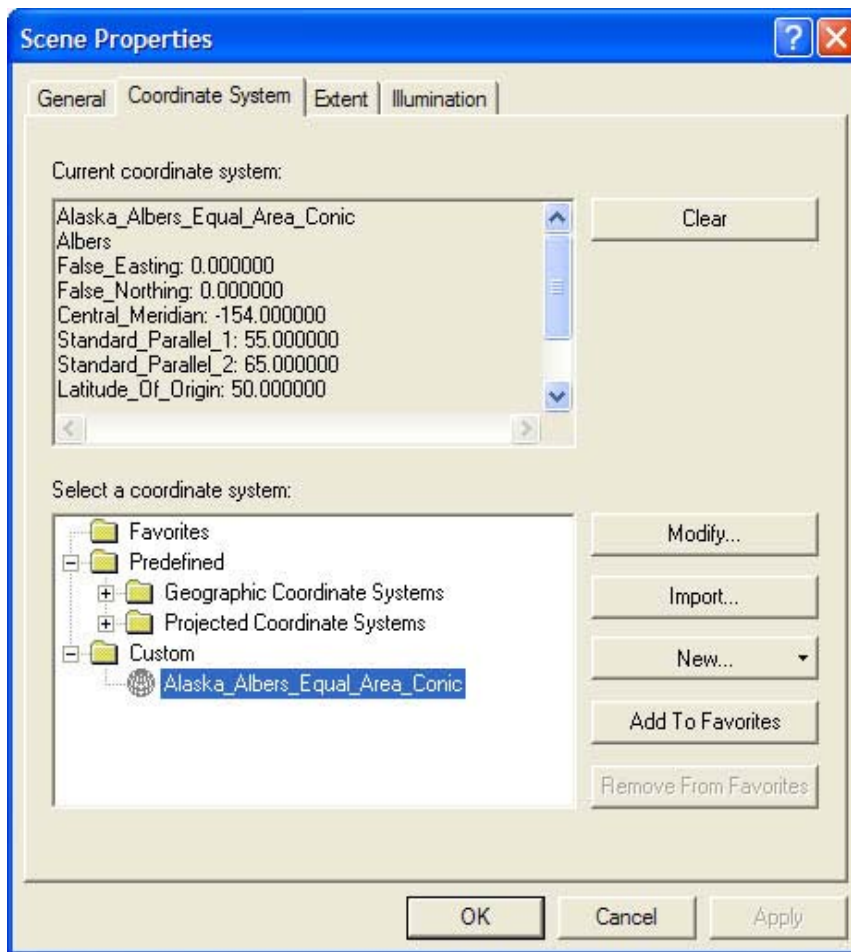 Scene Properties
General Coordinate System Extent Illumination
Current coordinate system:
Alaska_Albers_Equal_Area_Conic
Albers
False_Easting: 0.000000
False_Northing: 0.000000
Central_Meridian: -154.000000
Standard_Parallel_1: 55.000000
Standard_Parallel_2: 65.000000
Latitude_Of_Origin: 50.000000
Clear
Select a coordinate system:
Favorites
Predefined
Geographic Coordinate Systems
Projected Coordinate Systems
Custom
Alaska_Albers_Equal_Area_Conic
Modify...
Import...
New...
Add To Favorites
Remove From Favorites
OK Cancel Apply